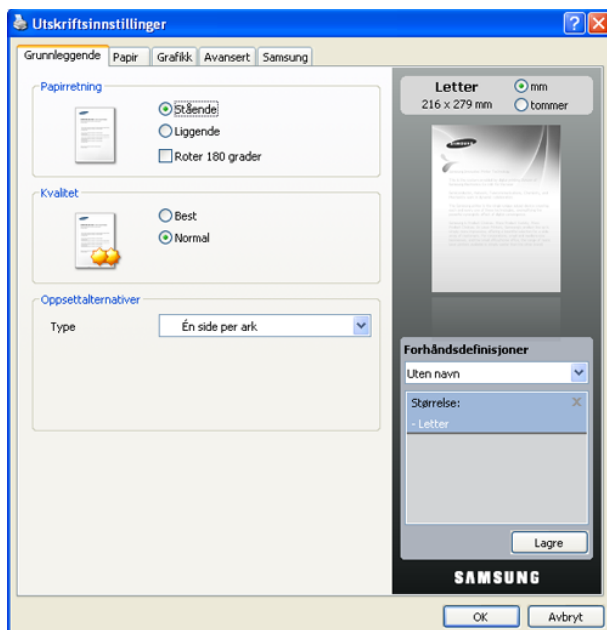 Utskriftsinnstillinger
Grunnleggende Papir Grafikk Avansert Samsung
Papirretning
Stående
Liggende
Roter 180 grader
Kvalitet
Best
Normal
Oppsettalternativer
Type Én side per ark
Letter
216 x 279 mm
mm
tommer
Forhåndsdefinisjoner
Uten navn
Størrelse:
- Letter
Lagre
SAMSUNG
OK Avbryt